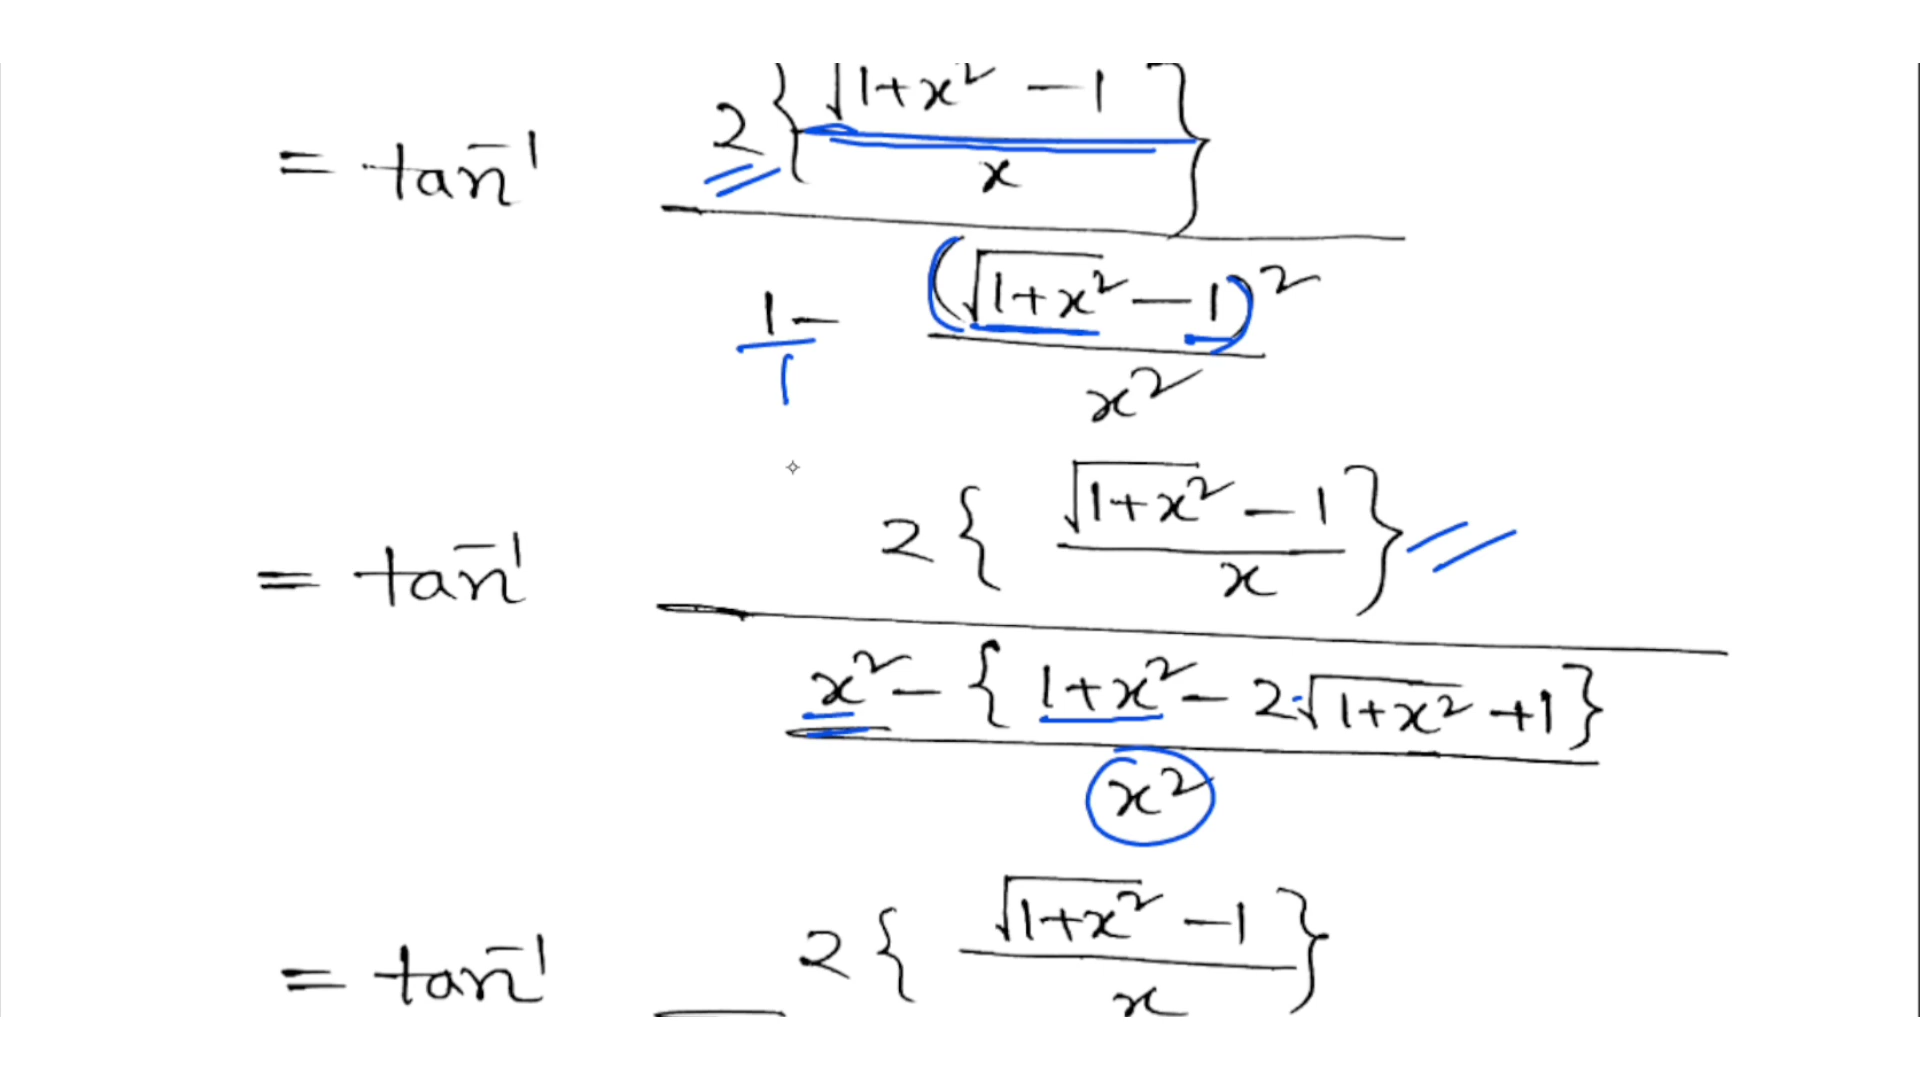 √1+x² − 1
= tan⁻¹ 2 { x }
1 − (√1+x² − 1)²
1 x²
2 { √1+x² − 1 }
= tan⁻¹ x
x² − { 1+x² − 2·√1+x² + 1 }
x²
√1+x² − 1
= tan⁻¹ 2 { x }